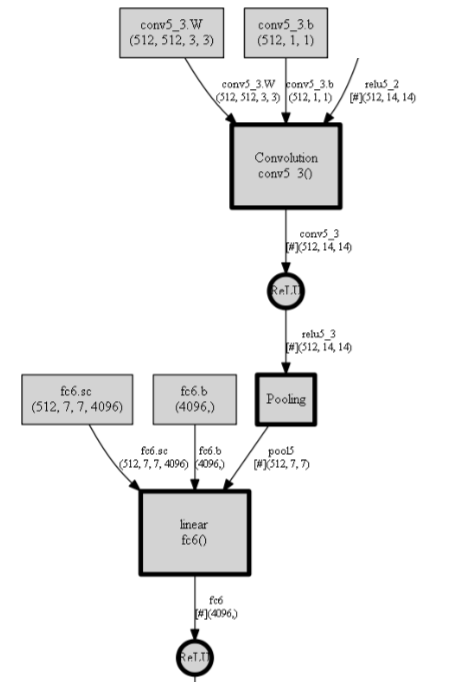 conv5_3.W
(512, 512, 3, 3)
conv5_3.b
(512, 1, 1)
conv5_3.W
(512, 512, 3, 3)
conv5_3.b
(512, 1, 1)
relu5_2
[#](512, 14, 14)
Convolution
conv5_3()
conv5_3
[#](512, 14, 14)
ReLU
relu5_3
[#](512, 14, 14)
Pooling
fc6.sc
(512, 7, 7, 4096)
fc6.b
(4096,)
fc6.sc
(512, 7, 7, 4096)
fc6.b
(4096,)
pool5
[#](512, 7, 7)
linear
fc6()
fc6
[#](4096,)
ReLU